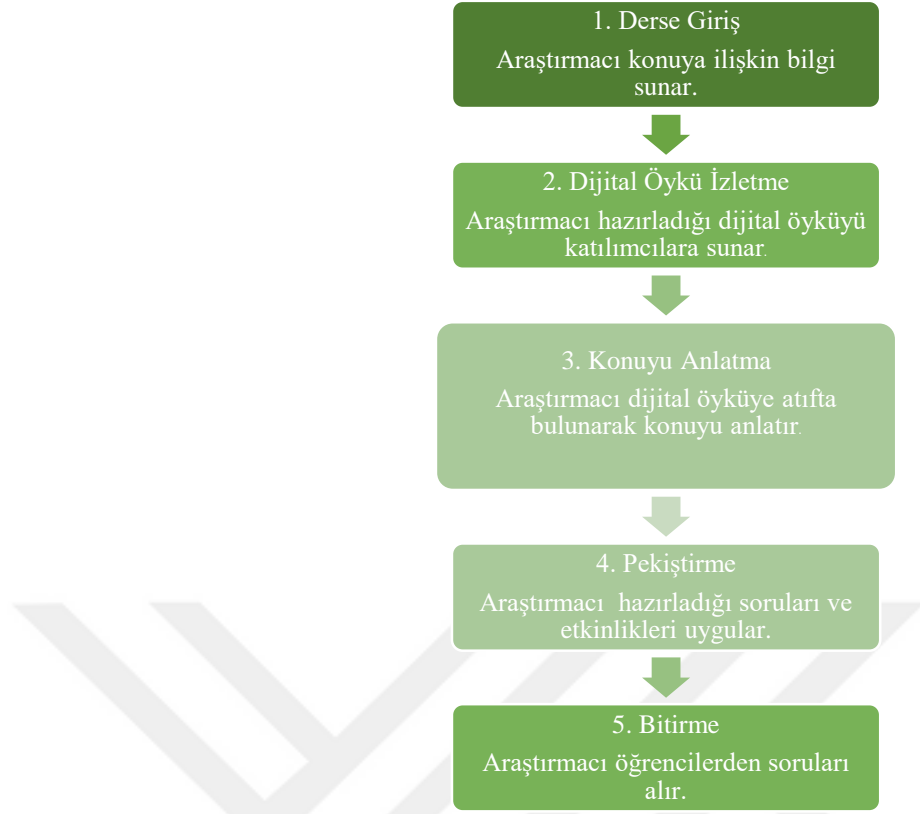 1. Derse Giriş
Araştırmacı konuya ilişkin bilgi
sunar.
2. Dijital Öykü İzletme
Araştırmacı hazırladığı dijital öyküyü
katılımcılara sunar.
3. Konuyu Anlatma
Araştırmacı dijital öyküye atıfta
bulunarak konuyu anlatır.
4. Pekiştirme
Araştırmacı  hazırladığı soruları ve
etkinlikleri uygular.
5. Bitirme
Araştırmacı öğrencilerden soruları
alır.